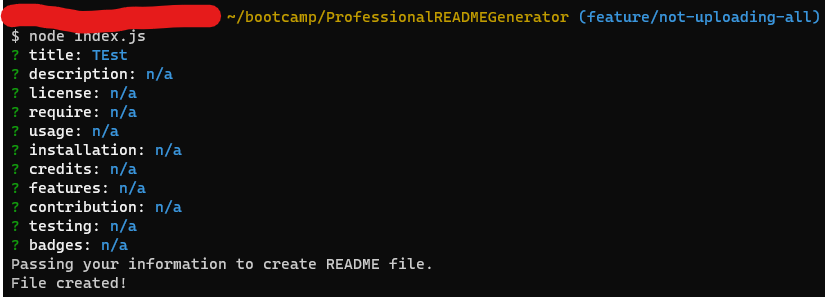 ~/bootcamp/ProfessionalREADMEGenerator (feature/not-uploading-all)
$ node index.js
? title: TEst
? description: n/a
? license: n/a
? require: n/a
? usage: n/a
? installation: n/a
? credits: n/a
? features: n/a
? contribution: n/a
? testing: n/a
? badges: n/a
Passing your information to create README file.
File created!